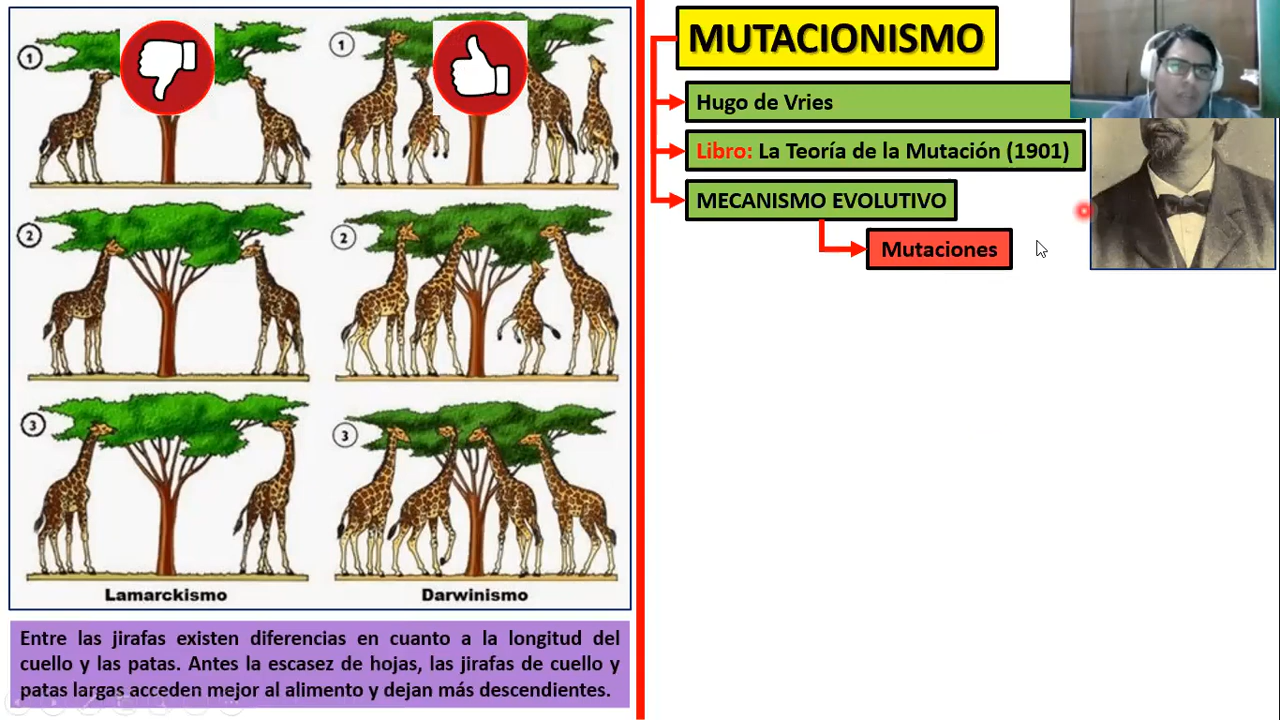 1
1
2
2
3
3
Lamarckismo
Darwinismo
Entre las jirafas existen diferencias en cuanto a la longitud del
cuello y las patas. Antes la escasez de hojas, las jirafas de cuello y
patas largas acceden mejor al alimento y dejan más descendientes.
MUTACIONISMO
Hugo de Vries
Libro: La Teoría de la Mutación (1901)
MECANISMO EVOLUTIVO
Mutaciones